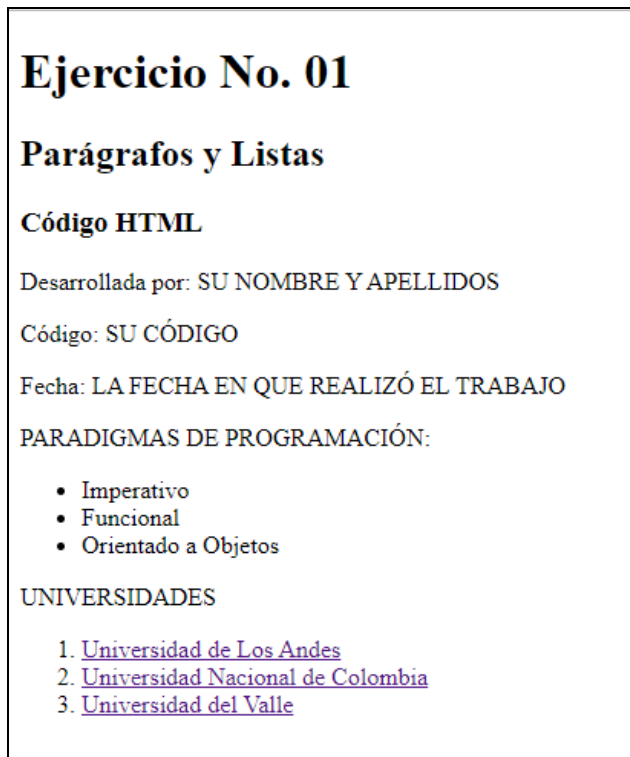 Ejercicio No. 01
Parágrafos y Listas
Código HTML
Desarrollada por: SU NOMBRE Y APELLIDOS
Código: SU CÓDIGO
Fecha: LA FECHA EN QUE REALIZÓ EL TRABAJO
PARADIGMAS DE PROGRAMACIÓN:
• Imperativo
• Funcional
• Orientado a Objetos
UNIVERSIDADES
1. Universidad de Los Andes
2. Universidad Nacional de Colombia
3. Universidad del Valle